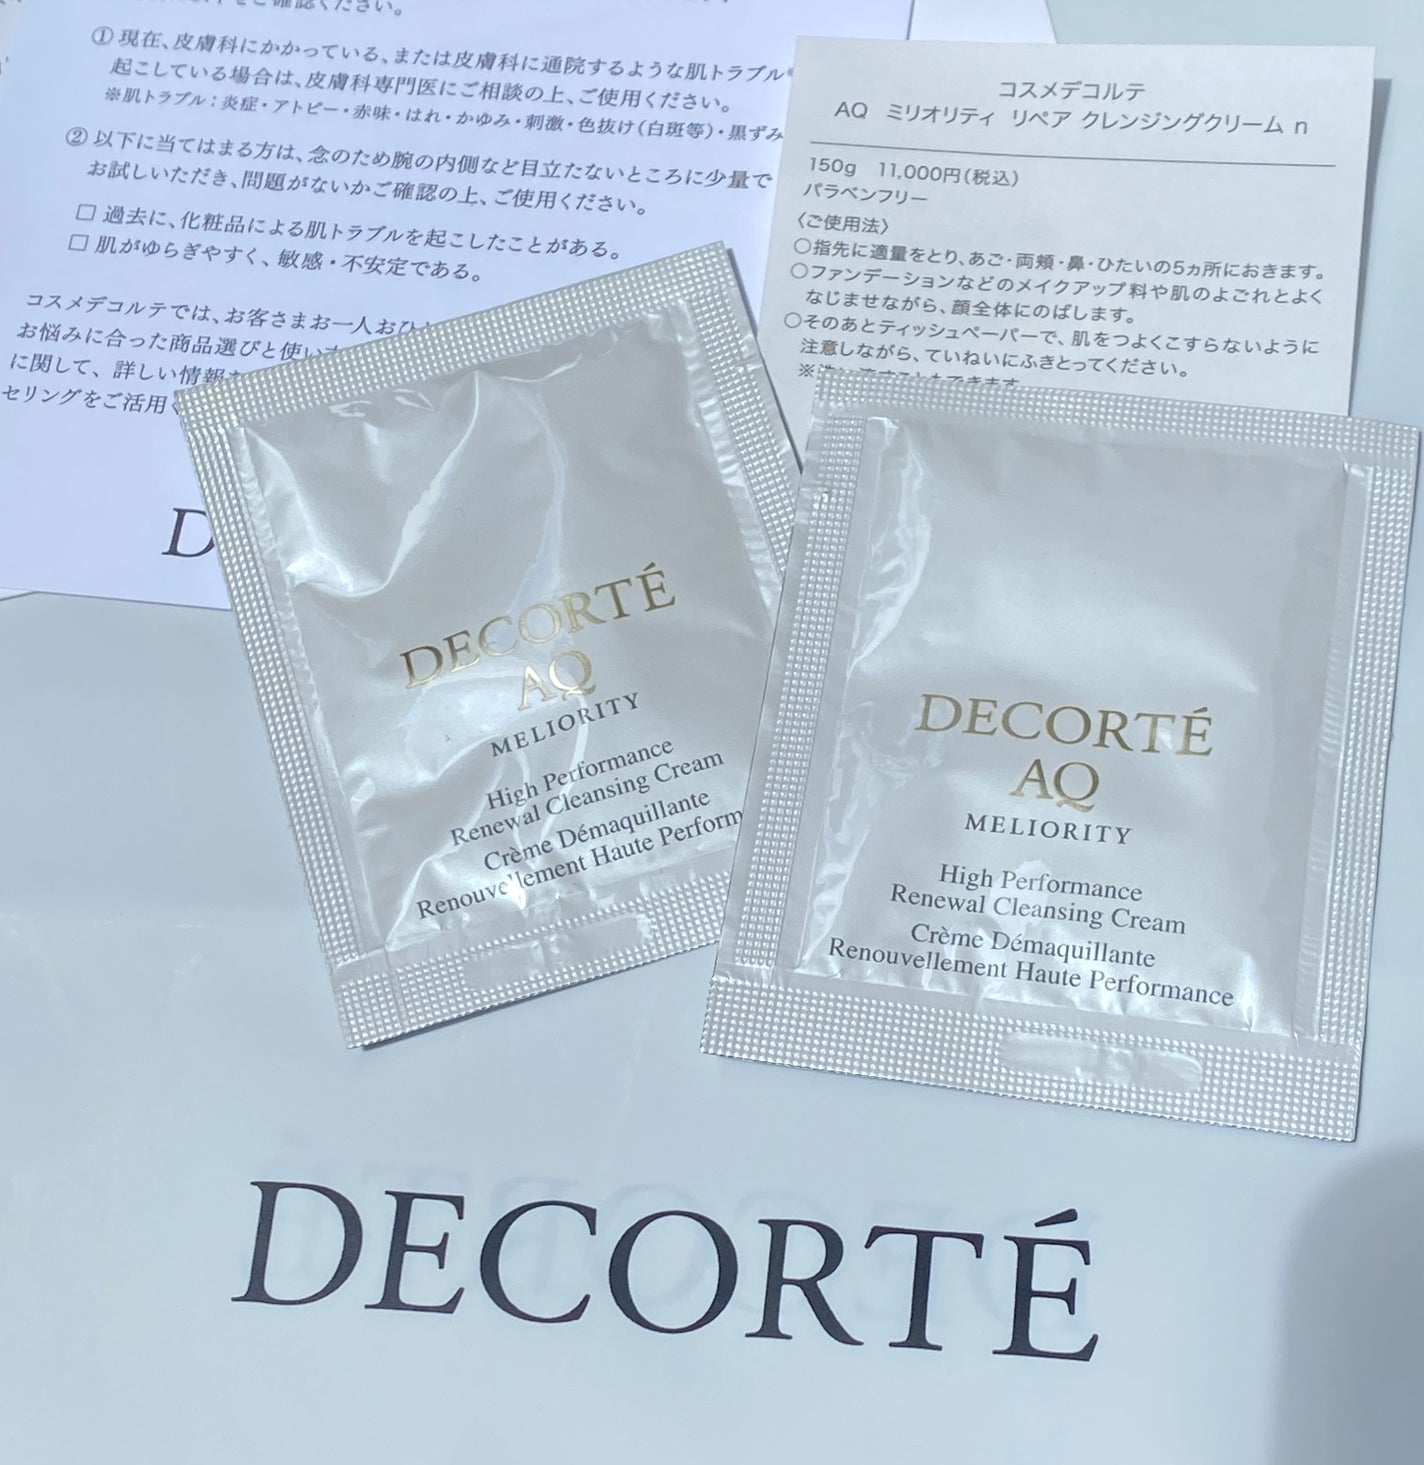 ご確認ください。
① 現在、皮膚科にかかっている、または皮膚科に通院するような肌トラブル
起こしている場合は、皮膚科専門医にご相談の上、ご使用ください。
※肌トラブル：炎症・アトピー・赤味・はれ・かゆみ・刺激・色抜け（白斑等）・黒ずみ
② 以下に当てはまる方は、念のため腕の内側など目立たないところに少量で
お試しいただき、問題がないかご確認の上、ご使用ください。
□ 過去に、化粧品による肌トラブルを起こしたことがある。
□ 肌がゆらぎやすく、敏感・不安定である。
コスメデコルテでは、お客さまお一人おひ
お悩みに合った商品選びと使い
に関して、詳しい情報
セリングをご活用
D
コスメデコルテ
AQ ミリオリティ リペア クレンジングクリーム n
150g 11,000円（税込）
パラベンフリー
〈ご使用法〉
○指先に適量をとり、あご・両頬・鼻・ひたいの5ヵ所におきます。
○ファンデーションなどのメイクアップ料や肌のよごれとよく
なじませながら、顔全体にのばします。
○そのあとティッシュペーパーで、肌をつよくこすらないように
注意しながら、ていねいにふきとってください。
DECORTÉ
AQ
MELIORITY
High Performance
Renewal Cleansing Cream
Crème Démaquillante
Renouvellement Haute Perform
DECORTÉ
AQ
MELIORITY
High Performance
Renewal Cleansing Cream
Crème Démaquillante
Renouvellement Haute Performance
DECORTÉ